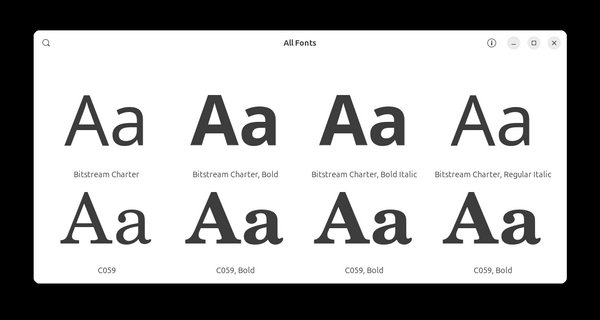 All Fonts
Aa Aa Aa Aa
Bitstream Charter Bitstream Charter, Bold Bitstream Charter, Bold Italic Bitstream Charter, Regular Italic
Aa Aa Aa Aa
C059 C059, Bold C059, Bold C059, Bold